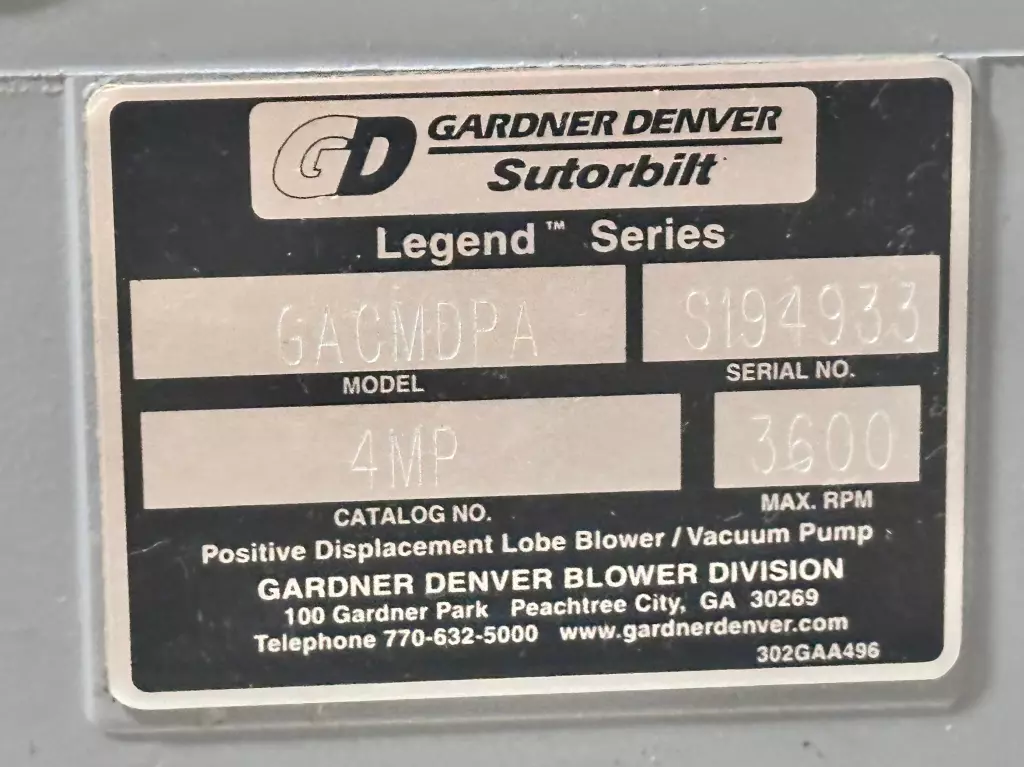 GD GARDNER DENVER
Sutorbilt
Legend™ Series
GACMDPA S194933
MODEL SERIAL NO.
4MP 3600
CATALOG NO. MAX. RPM
Positive Displacement Lobe Blower / Vacuum Pump
GARDNER DENVER BLOWER DIVISION
100 Gardner Park Peachtree City, GA 30269
Telephone 770-632-5000 www.gardnerdenver.com
302GAA496